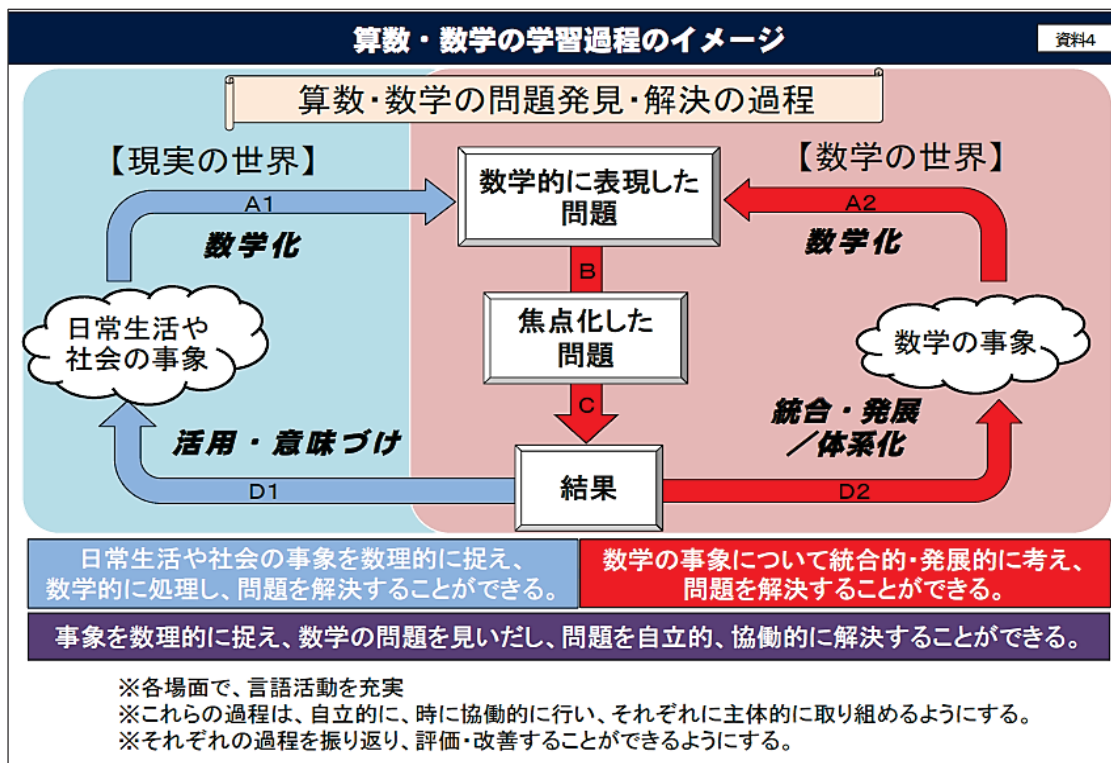 算数・数学の学習過程のイメージ
資料4
算数・数学の問題発見・解決の過程
【現実の世界】
【数学の世界】
A1
数学化
数学的に表現した
問題
A2
数学化
B
日常生活や
社会の事象
焦点化した
問題
数学の事象
C
活用・意味づけ
統合・発展
／体系化
D1
結果
D2
日常生活や社会の事象を数理的に捉え、
数学的に処理し、問題を解決することができる。
数学の事象について統合的・発展的に考え、
問題を解決することができる。
事象を数理的に捉え、数学の問題を見いだし、問題を自立的、協働的に解決することができる。
※各場面で、言語活動を充実
※これらの過程は、自立的に、時に協働的に行い、それぞれに主体的に取り組めるようにする。
※それぞれの過程を振り返り、評価・改善することができるようにする。